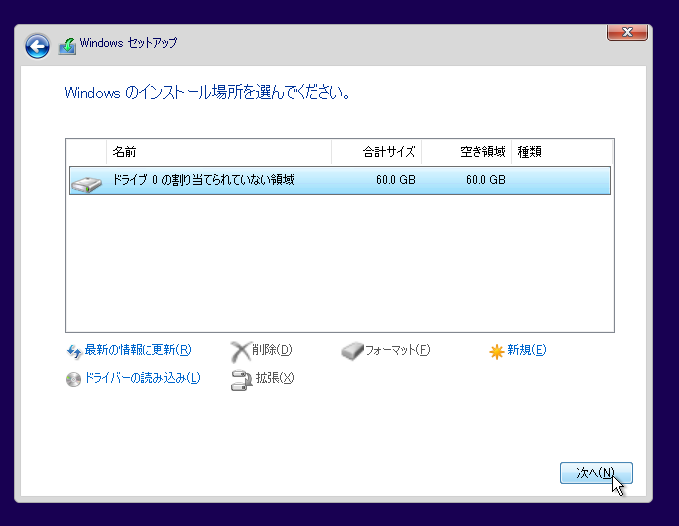 Windows セットアップ
Windows のインストール場所を選んでください。
名前 合計サイズ 空き領域 種類
ドライブ 0 の割り当てられていない領域 60.0 GB 60.0 GB
最新の情報に更新(R) 削除(D) フォーマット(F) 新規(E)
ドライバーの読み込み(L) 拡張(X)
次へ(N)